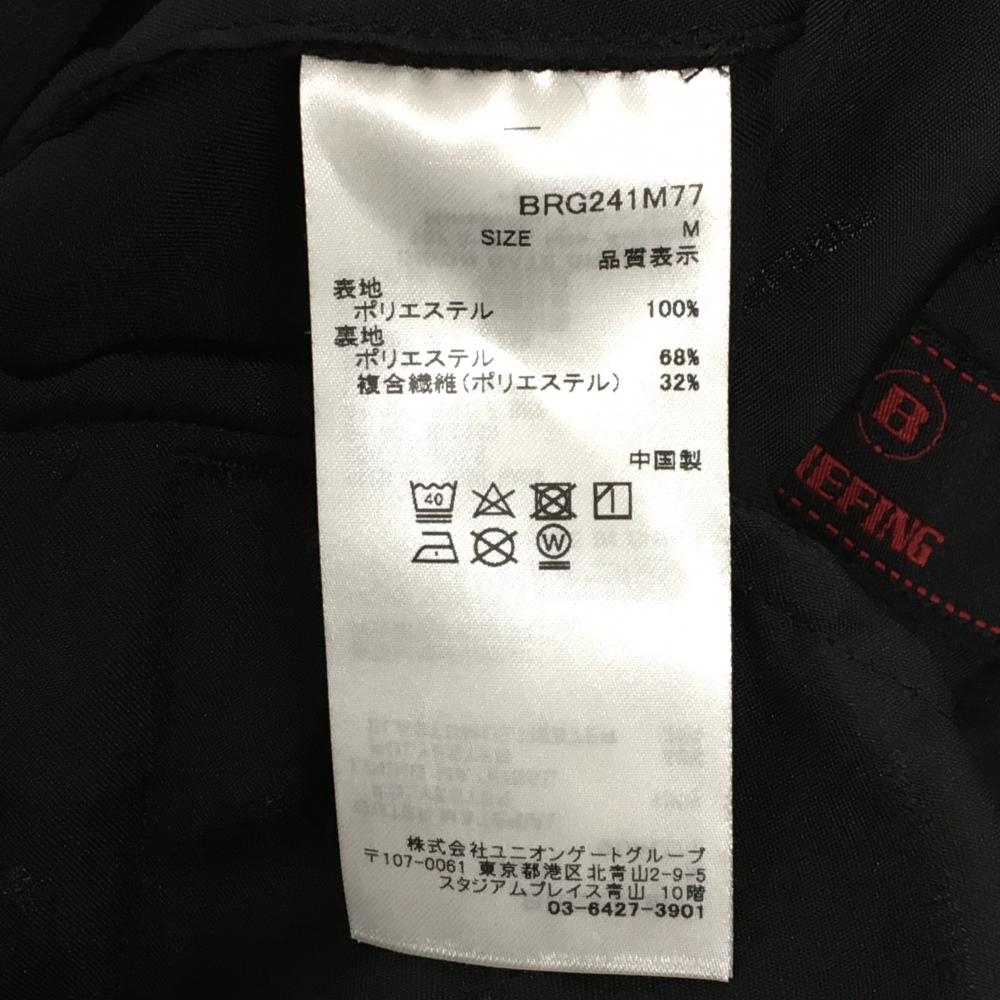 BRG241M77
SIZE M
品質表示
表地
ポリエステル 100%
裏地
ポリエステル 68%
複合繊維(ポリエステル) 32%
中国製
40
W
株式会社ユニオンゲートグループ
〒107-0061 東京都港区北青山2-9-5
スタジアムプレイス青山 10階
03-6427-3901
B
IEFING